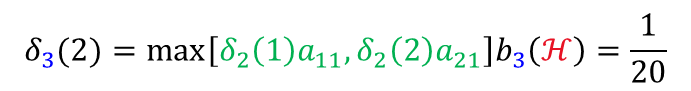 δ₃(2) = max[δ₂(1)a₁₁, δ₂(2)a₂₁]b₃(ℋ) = 1/20